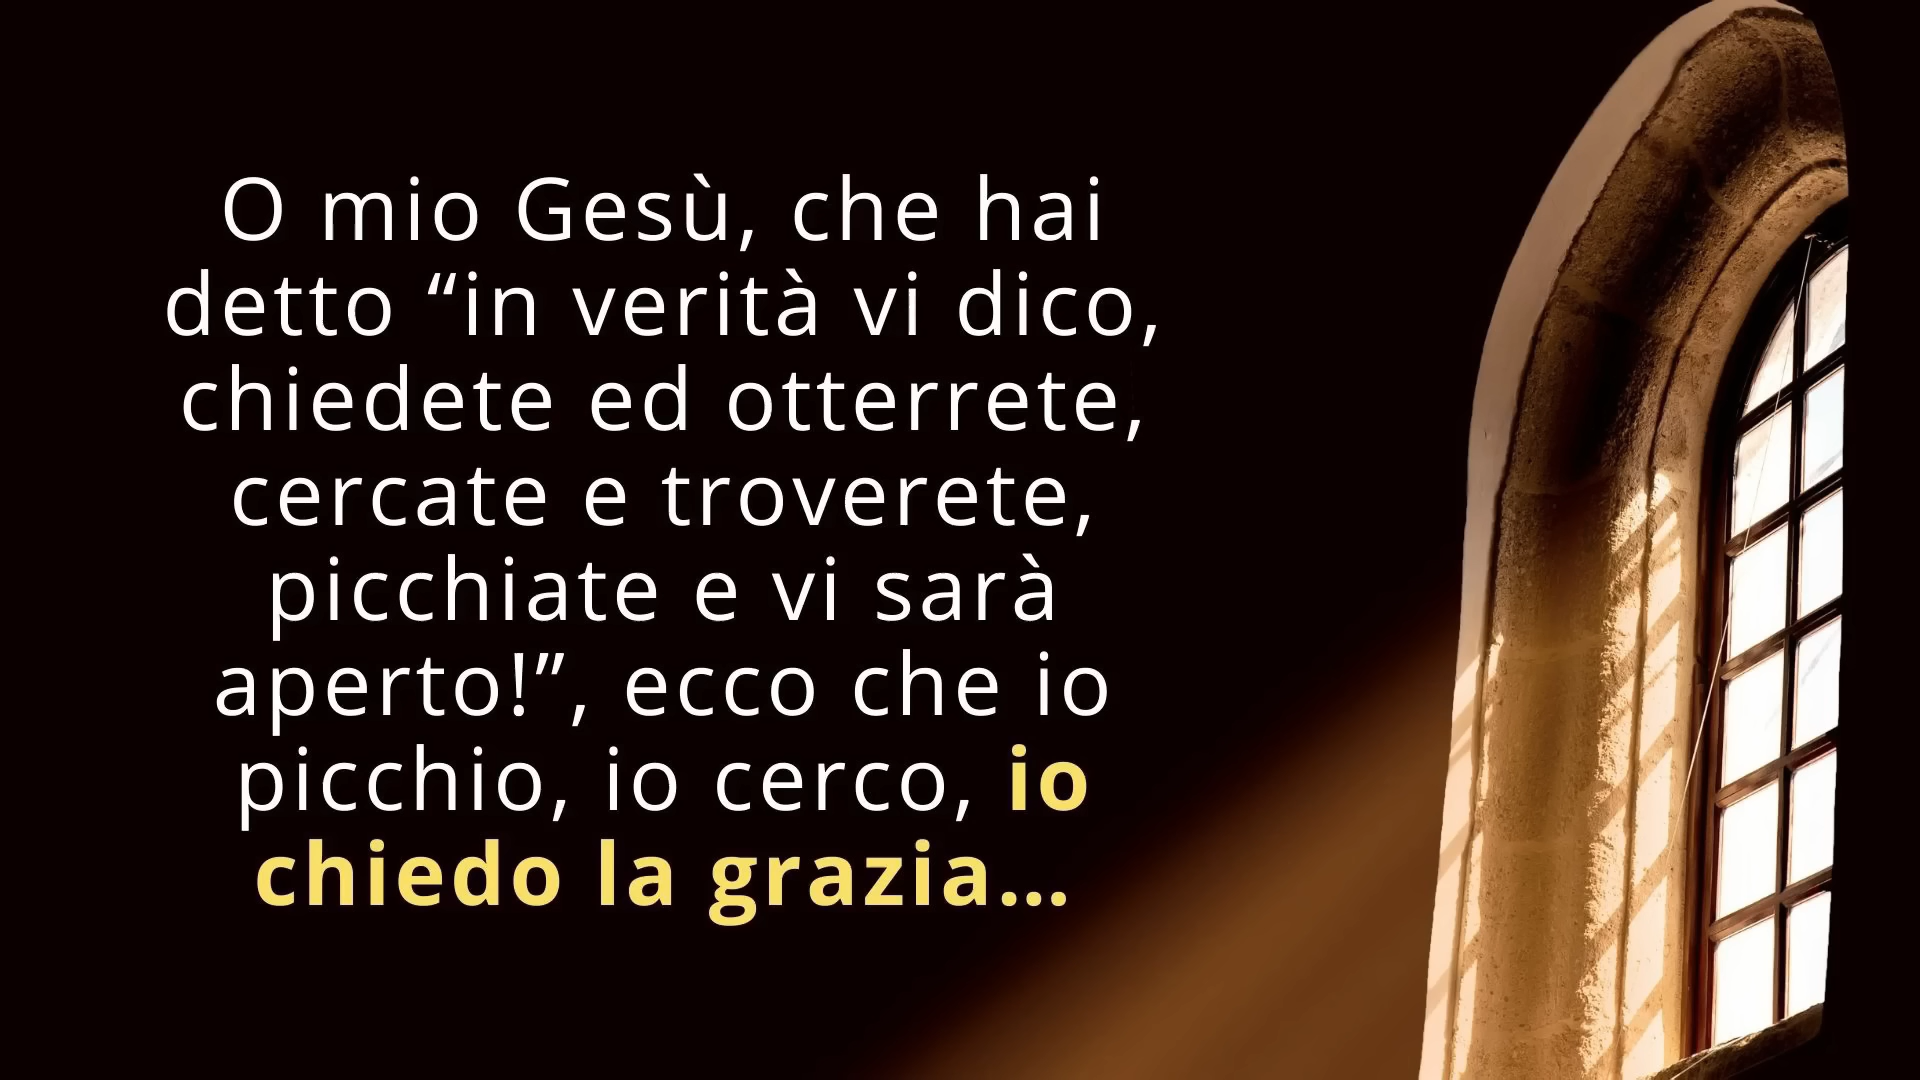 O mio Gesù, che hai
detto “in verità vi dico,
chiedete ed otterrete,
cercate e troverete,
picchiate e vi sarà
aperto!”, ecco che io
picchio, io cerco, io
chiedo la grazia...